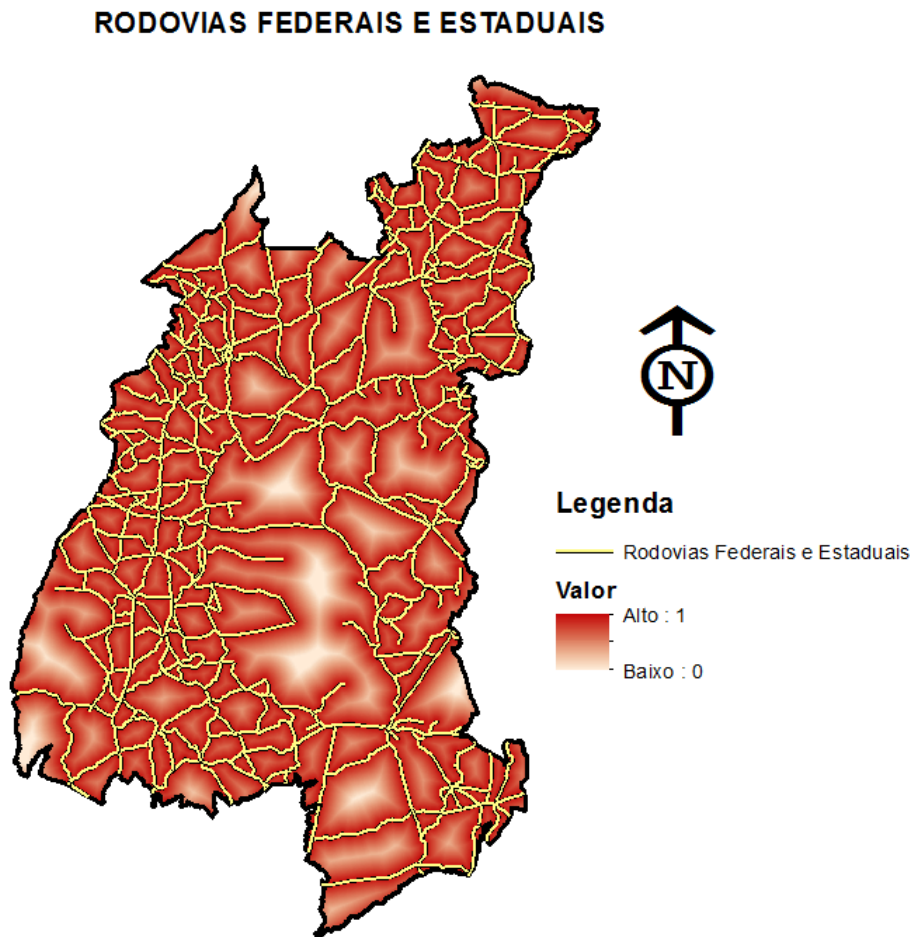 RODOVIAS FEDERAIS E ESTADUAIS
N
Legenda
Rodovias Federais e Estaduais
Valor
Alto : 1
Baixo : 0